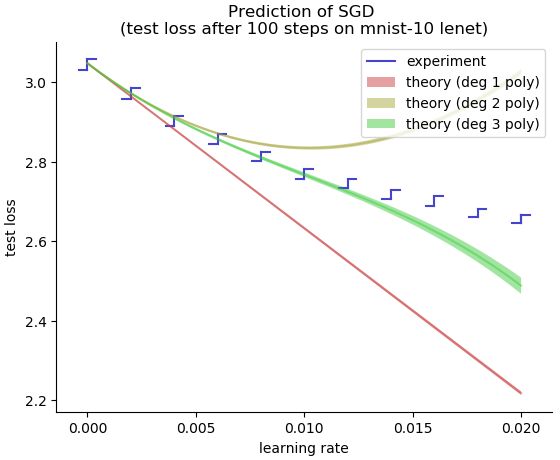 Prediction of SGD
(test loss after 100 steps on mnist-10 lenet)
experiment
theory (deg 1 poly)
theory (deg 2 poly)
theory (deg 3 poly)
test loss
3.0
2.8
2.6
2.4
2.2
0.000 0.005 0.010 0.015 0.020
learning rate